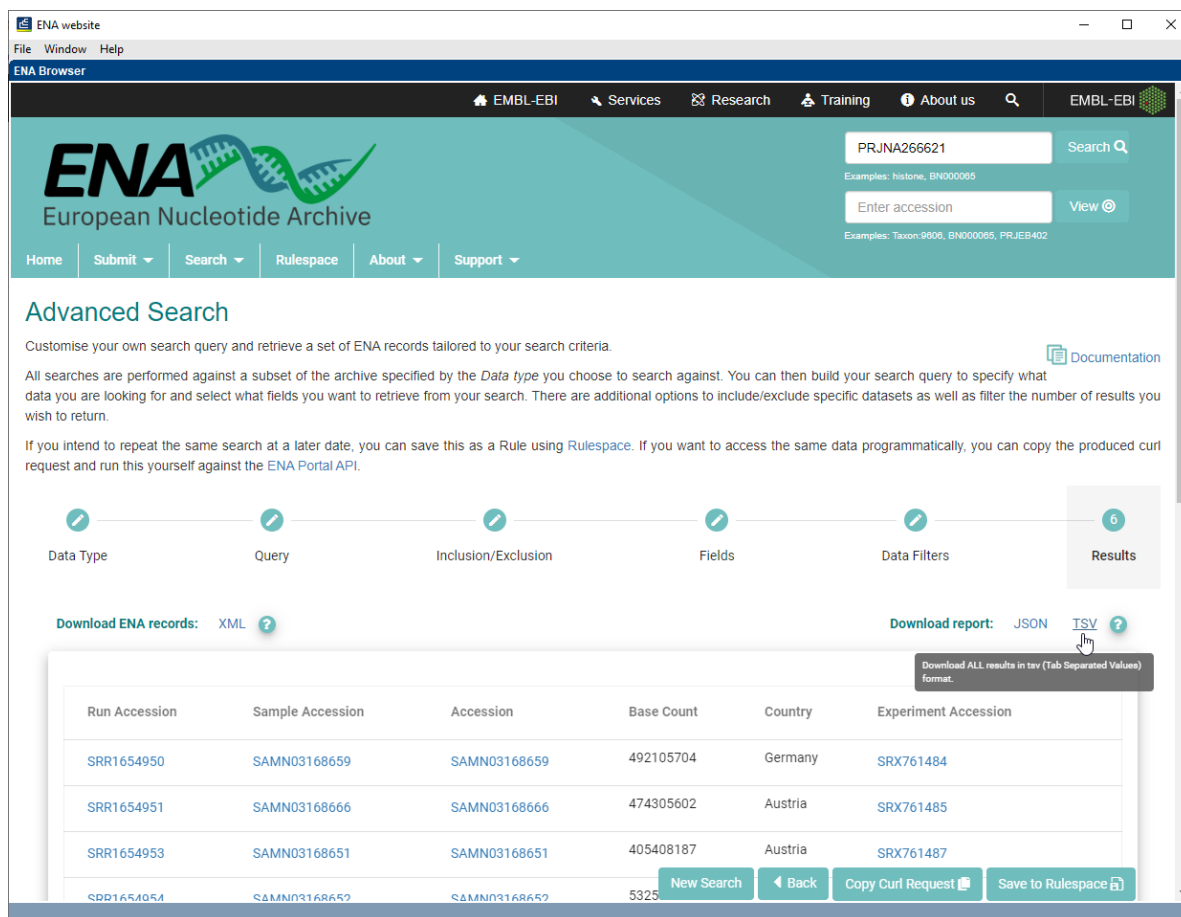 ENA website
File Window Help
ENA Browser
EMBL-EBI Services Research Training About us EMBL-EBI
ENA
European Nucleotide Archive
PRJNA266621 Search
Examples: histone, BN000065
Enter accession View
Examples: Taxon:9606, BN000065, PRJEB402
Home Submit Search Rulespace About Support
Advanced Search
Customise your own search query and retrieve a set of ENA records tailored to your search criteria.
Documentation
All searches are performed against a subset of the archive specified by the Data type you choose to search against. You can then build your search query to specify what
data you are looking for and select what fields you want to retrieve from your search. There are additional options to include/exclude specific datasets as well as filter the number of results you
wish to return.
If you intend to repeat the same search at a later date, you can save this as a Rule using Rulespace. If you want to access the same data programmatically, you can copy the produced curl
request and run this yourself against the ENA Portal API.
6
Data Type Query Inclusion/Exclusion Fields Data Filters Results
Download ENA records: XML ? Download report: JSON TSV ?
Download ALL results in tsv (Tab Separated Values)
format.
Run Accession Sample Accession Accession Base Count Country Experiment Accession
SRR1654950 SAMN03168659 SAMN03168659 492105704 Germany SRX761484
SRR1654951 SAMN03168666 SAMN03168666 474305602 Austria SRX761485
SRR1654953 SAMN03168651 SAMN03168651 405408187 Austria SRX761487
SRR1654954 SAMN03168652 SAMN03168652 5325
New Search Back Copy Curl Request Save to Rulespace